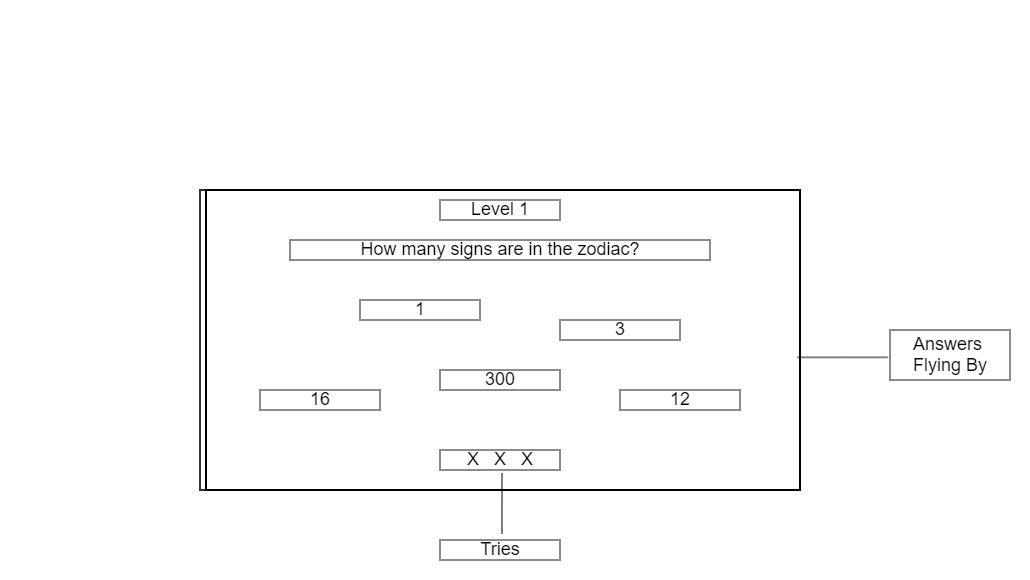 Level 1
How many signs are in the zodiac?
1
3
Answers
Flying By
300
16
12
X X X
Tries